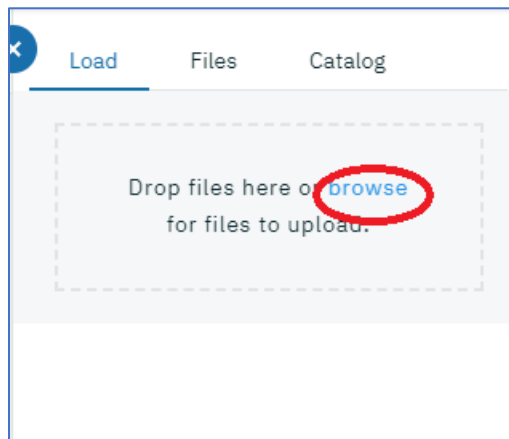 Load Files Catalog
Drop files here or browse
for files to upload.